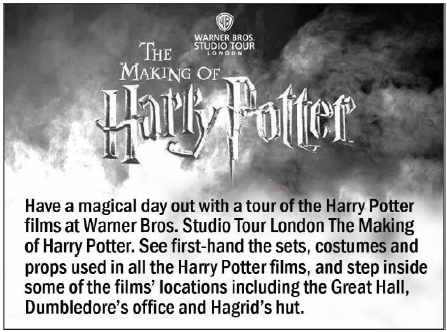 WARNER BROS.
STUDIO TOUR
LONDON
THE
MAKING OF
Harry Potter
Have a magical day out with a tour of the Harry Potter
films at Warner Bros. Studio Tour London The Making
of Harry Potter. See first-hand the sets, costumes and
props used in all the Harry Potter films, and step inside
some of the films' locations including the Great Hall,
Dumbledore's office and Hagrid's hut.